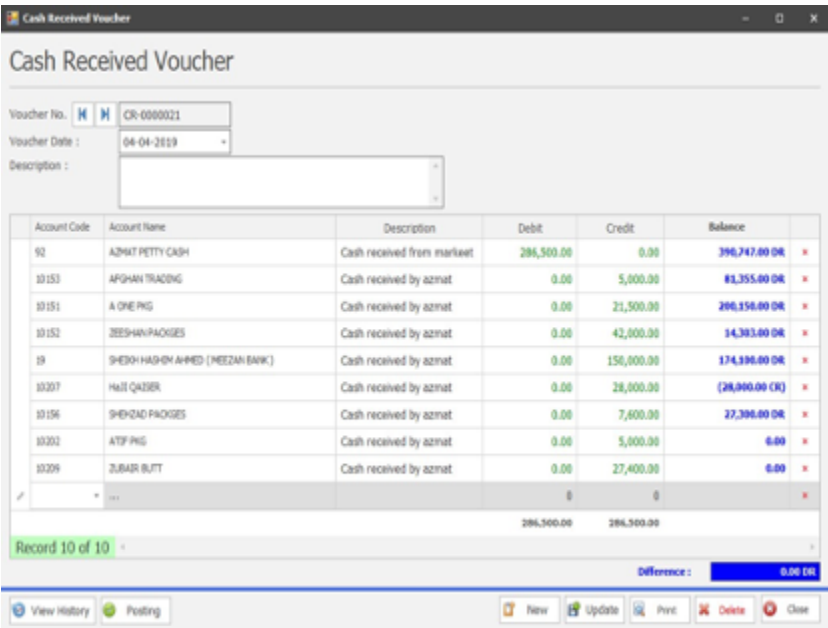 Cash Received Voucher
Cash Received Voucher
Voucher No. CR-0000021
Voucher Date : 04-04-2019
Description :
Account Code Account Name Description Debit Credit Balance
92 AZMAT PETTY CASH Cash received from markeet 286,500.00 0.00 390,747.00 DR
10153 AFGHAN TRADING Cash received by azmat 0.00 5,000.00 81,355.00 DR
10151 A ONE PKG Cash received by azmat 0.00 21,500.00 200,150.00 DR
10152 ZEESHAN PACKGES Cash received by azmat 0.00 42,000.00 14,303.00 DR
19 SHEIKH HASHIM AHMED ( MEEZAN BANK ) Cash received by azmat 0.00 150,000.00 174,100.00 DR
10207 HaJI QAISER Cash received by azmat 0.00 28,000.00 (28,000.00 CR)
10156 SHEHZAD PACKGES Cash received by azmat 0.00 7,600.00 27,300.00 DR
10202 ATIF PKG Cash received by azmat 0.00 5,000.00 0.00
10209 ZUBAIR BUTT Cash received by azmat 0.00 27,400.00 0.00
... 0 0
286,500.00 286,500.00
Record 10 of 10
Difference : 0.00 DR
View History Posting New Update Print Delete Close